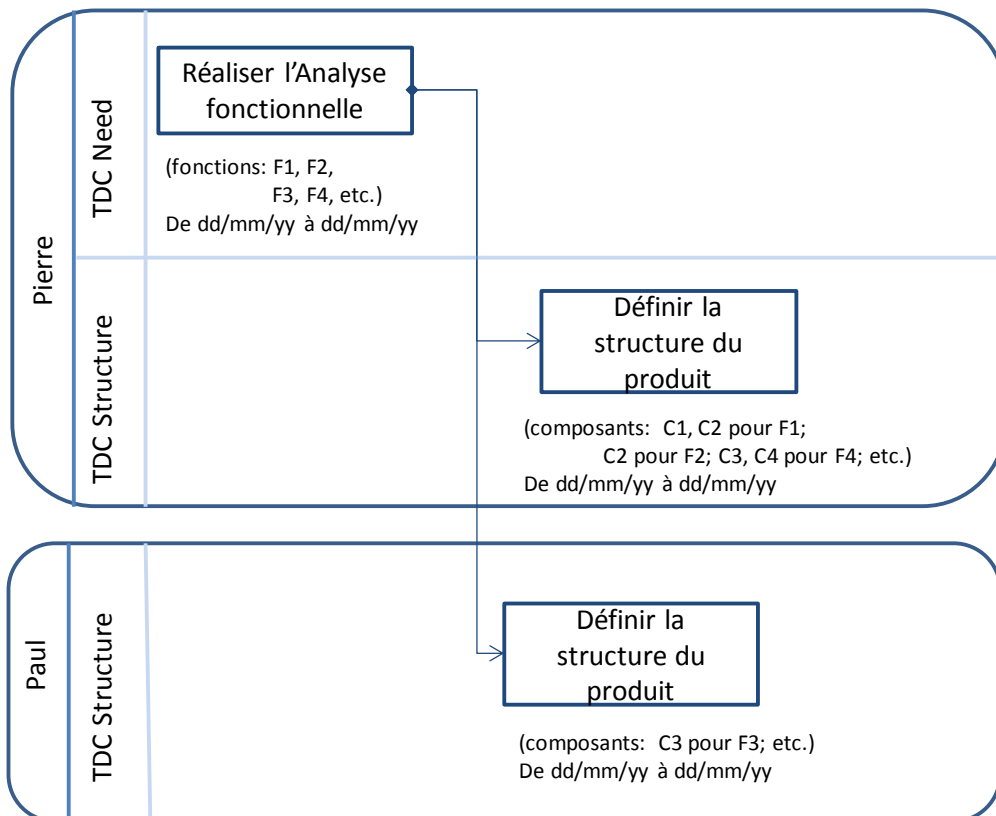 Pierre
TDC Need
Réaliser l'Analyse
fonctionnelle
(fonctions: F1, F2,
F3, F4, etc.)
De dd/mm/yy à dd/mm/yy
TDC Structure
Définir la
structure du
produit
(composants: C1, C2 pour F1;
C2 pour F2; C3, C4 pour F4; etc.)
De dd/mm/yy à dd/mm/yy
Paul
TDC Structure
Définir la
structure du
produit
(composants: C3 pour F3; etc.)
De dd/mm/yy à dd/mm/yy